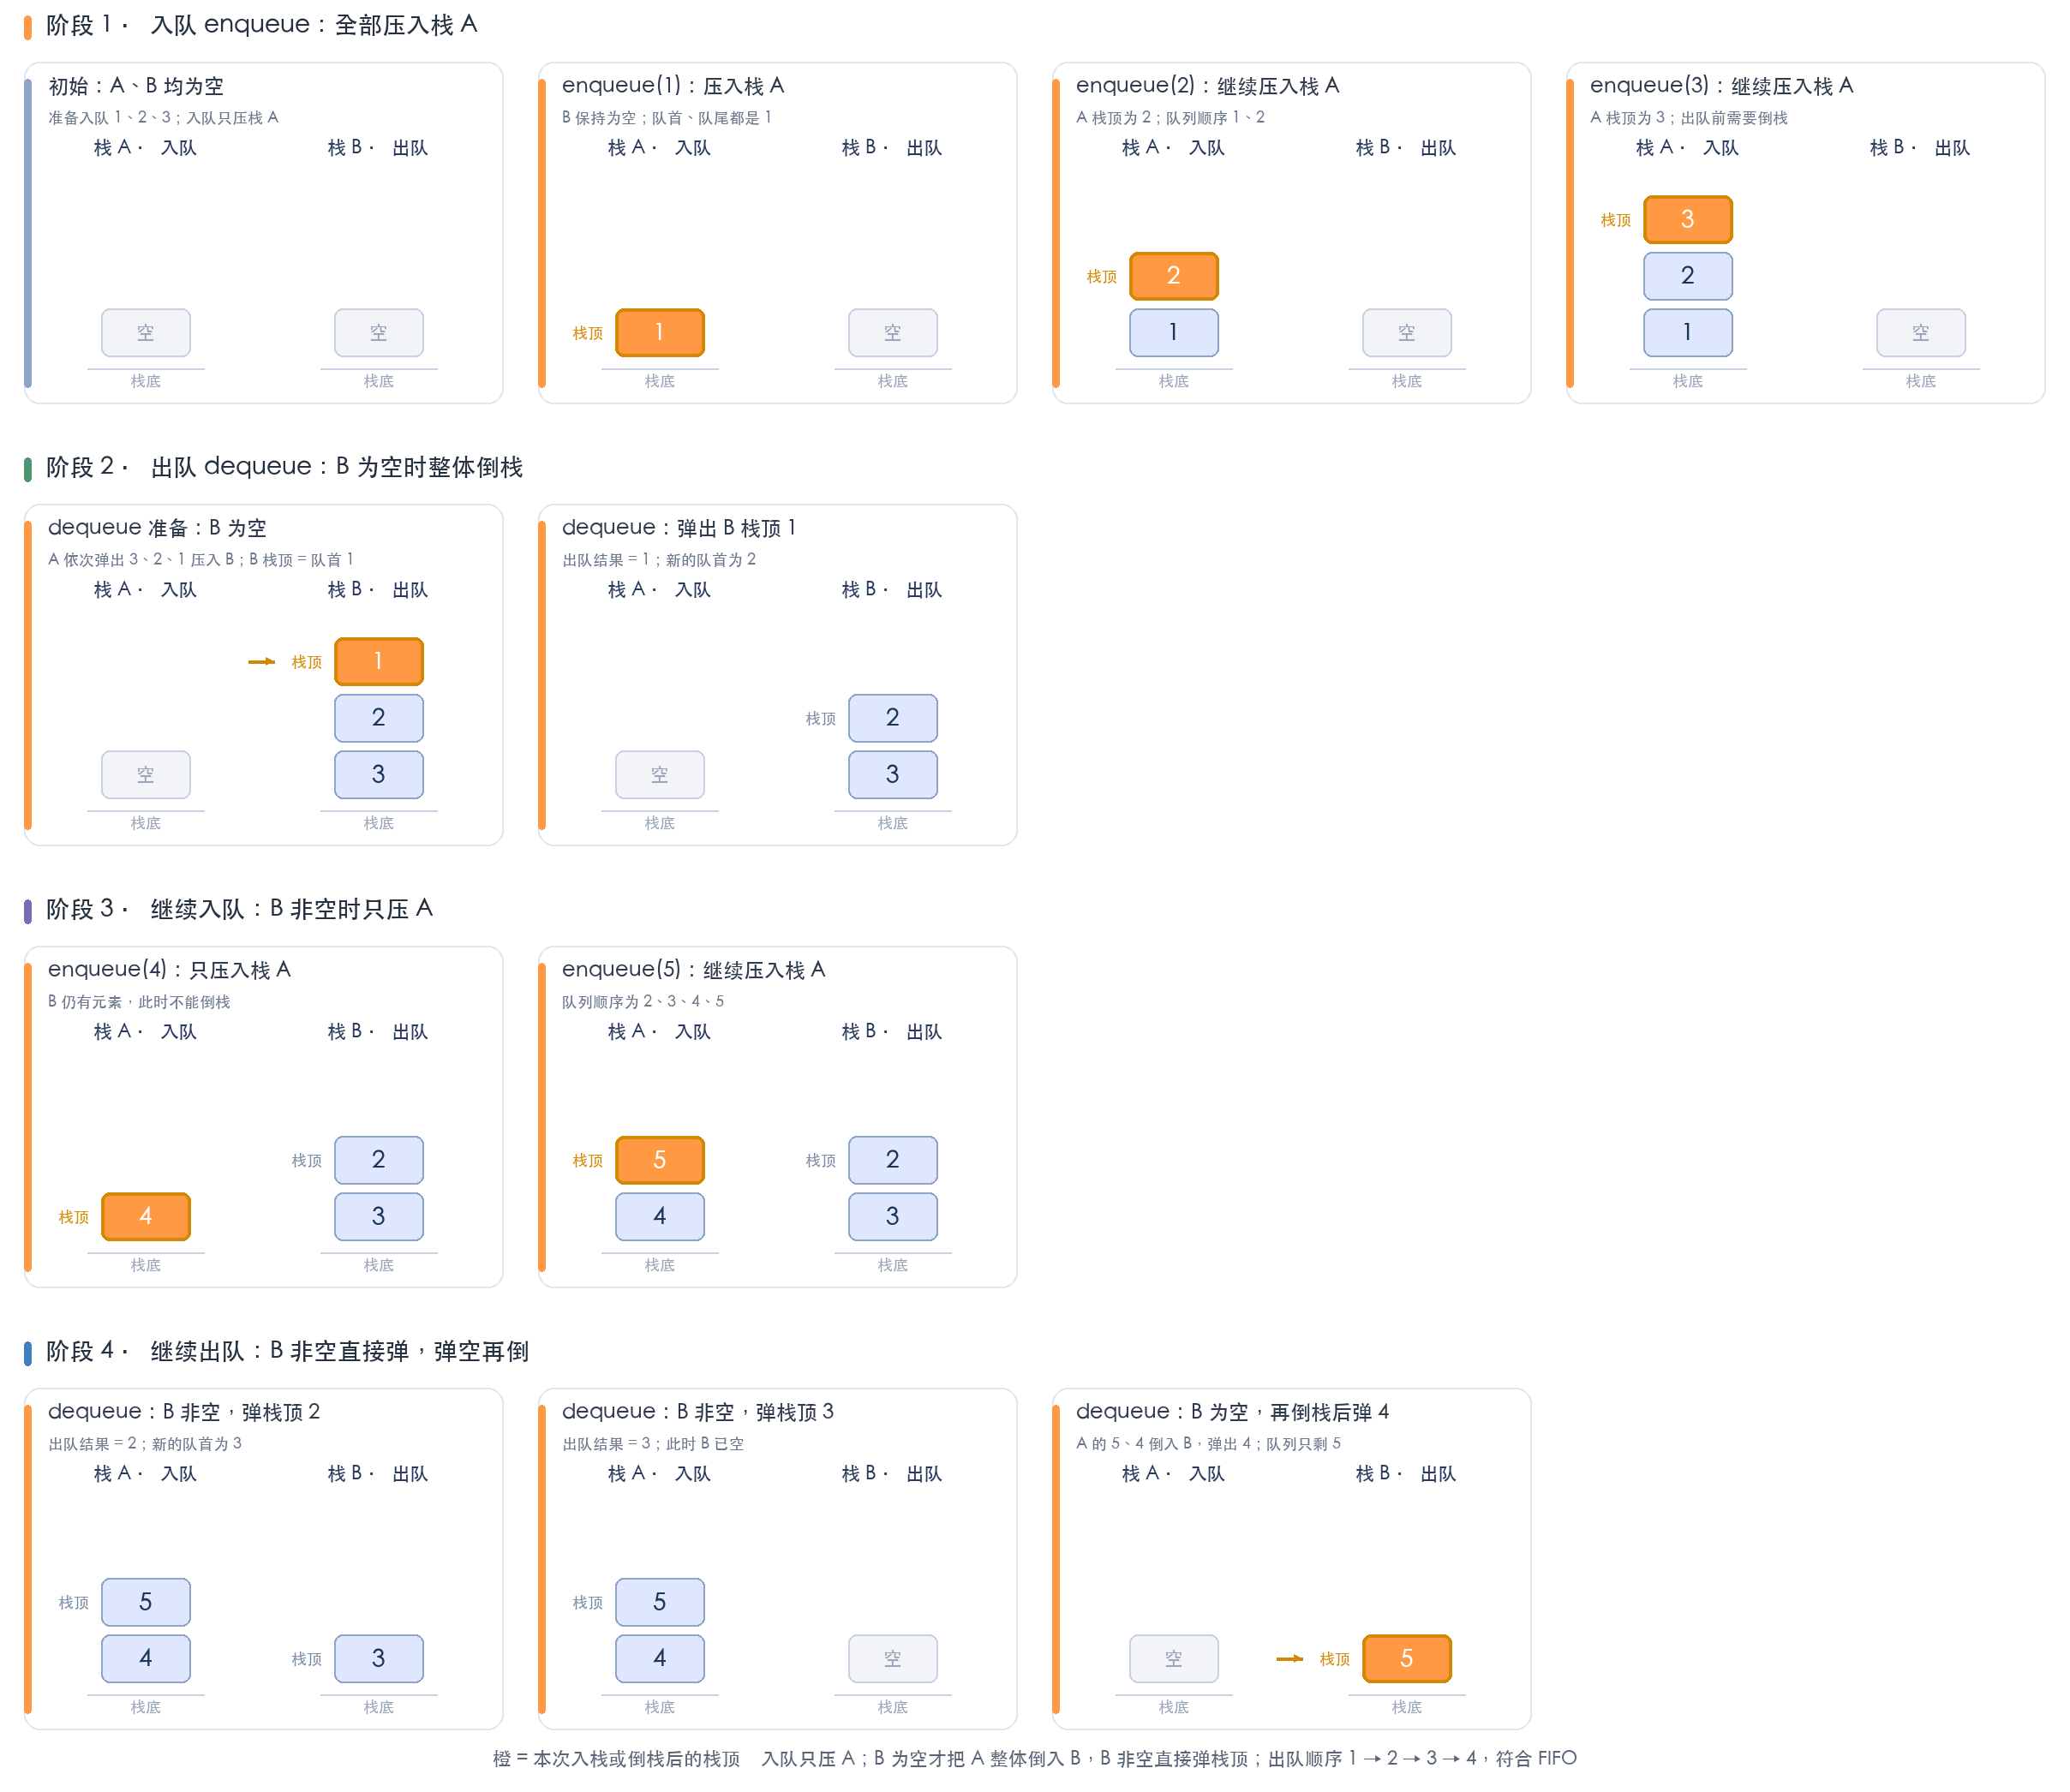 阶段 1 · 入队 enqueue：全部压入栈 A
初始：A、B 均为空
准备入队 1、2、3；入队只压栈 A
栈 A · 入队 栈 B · 出队
空 空
栈底 栈底
enqueue(1)：压入栈 A
B 保持为空；队首、队尾都是 1
栈 A · 入队 栈 B · 出队
栈顶 1 空
栈底 栈底
enqueue(2)：继续压入栈 A
A 栈顶为 2；队列顺序 1、2
栈 A · 入队 栈 B · 出队
栈顶 2
1 空
栈底 栈底
enqueue(3)：继续压入栈 A
A 栈顶为 3；出队前需要倒栈
栈 A · 入队 栈 B · 出队
栈顶 3
2
1 空
栈底 栈底
阶段 2 · 出队 dequeue：B 为空时整体倒栈
dequeue 准备：B 为空
A 依次弹出 3、2、1 压入 B；B 栈顶 = 队首 1
栈 A · 入队 栈 B · 出队
→ 栈顶 1
2
空 3
栈底 栈底
dequeue：弹出 B 栈顶 1
出队结果 = 1；新的队首为 2
栈 A · 入队 栈 B · 出队
栈顶 2
空 3
栈底 栈底
阶段 3 · 继续入队：B 非空时只压 A
enqueue(4)：只压入栈 A
B 仍有元素，此时不能倒栈
栈 A · 入队 栈 B · 出队
栈顶 2
栈顶 4 3
栈底 栈底
enqueue(5)：继续压入栈 A
队列顺序为 2、3、4、5
栈 A · 入队 栈 B · 出队
栈顶 5 栈顶 2
4 3
栈底 栈底
阶段 4 · 继续出队：B 非空直接弹，弹空再倒
dequeue：B 非空，弹栈顶 2
出队结果 = 2；新的队首为 3
栈 A · 入队 栈 B · 出队
栈顶 5
4 栈顶 3
栈底 栈底
dequeue：B 非空，弹栈顶 3
出队结果 = 3；此时 B 已空
栈 A · 入队 栈 B · 出队
栈顶 5
4 空
栈底 栈底
dequeue：B 为空，再倒栈后弹 4
A 的 5、4 倒入 B，弹出 4；队列只剩 5
栈 A · 入队 栈 B · 出队
空 → 栈顶 5
栈底 栈底
橙 = 本次入栈或倒栈后的栈顶 入队只压 A；B 为空才把 A 整体倒入 B，B 非空直接弹栈顶；出队顺序 1 → 2 → 3 → 4，符合 FIFO